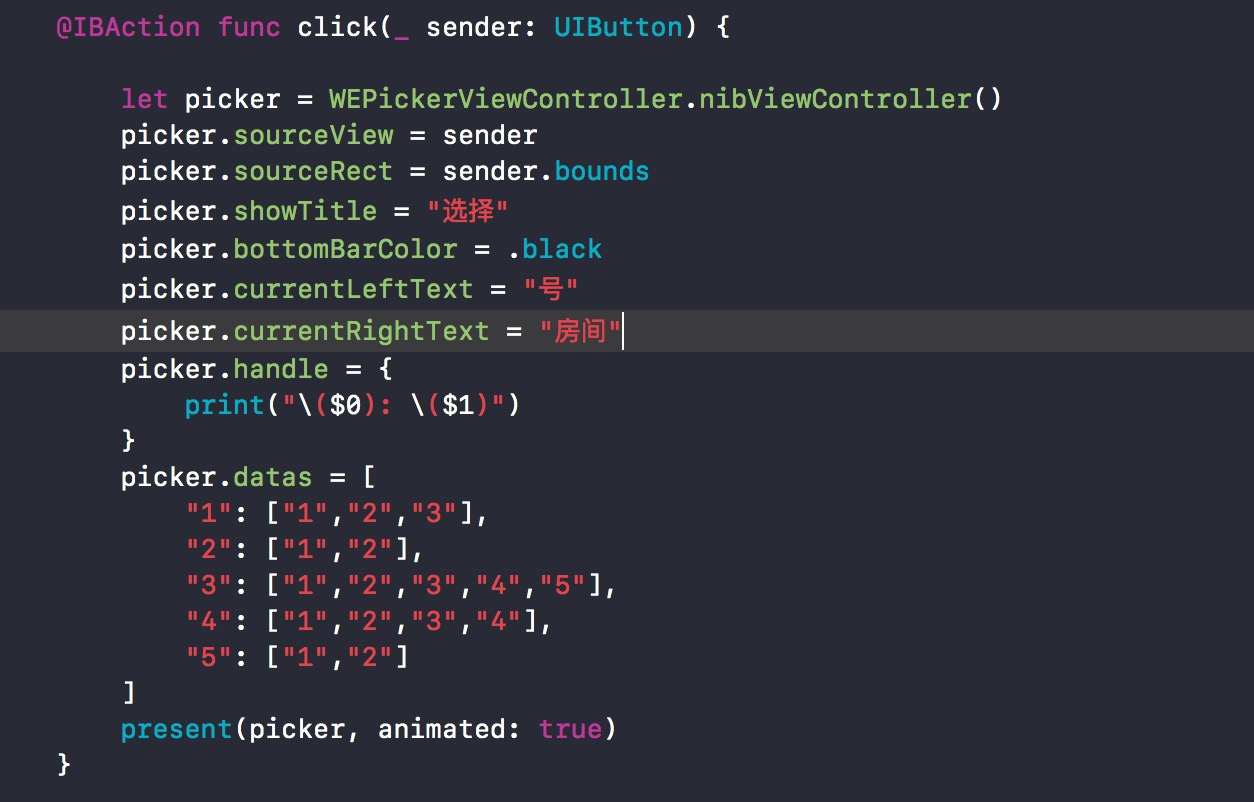 @IBAction func click(_ sender: UIButton) {
let picker = WEPickerViewController.nibViewController()
picker.sourceView = sender
picker.sourceRect = sender.bounds
picker.showTitle = "选择"
picker.bottomBarColor = .black
picker.currentLeftText = "号"
picker.currentRightText = "房间"
picker.handle = {
print("\($0): \($1)")
}
picker.datas = [
"1": ["1","2","3"],
"2": ["1","2"],
"3": ["1","2","3","4","5"],
"4": ["1","2","3","4"],
"5": ["1","2"]
]
present(picker, animated: true)
}